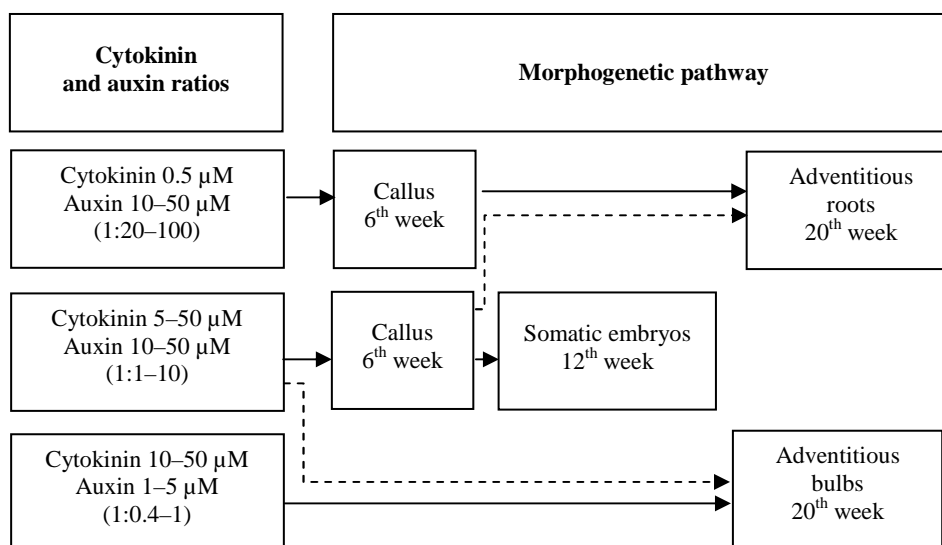 Cytokinin
and auxin ratios
Morphogenetic pathway
Cytokinin 0.5 µM
Auxin 10–50 µM
(1:20–100)
Callus
6th week
Adventitious
roots
20th week
Cytokinin 5–50 µM
Auxin 10–50 µM
(1:1–10)
Callus
6th week
Somatic embryos
12th week
Cytokinin 10–50 µM
Auxin 1–5 µM
(1:0.4–1)
Adventitious
bulbs
20th week